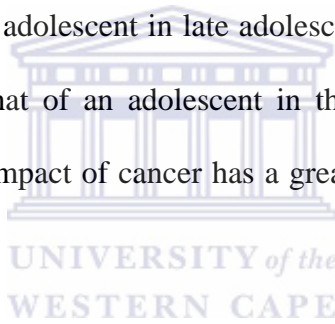 adolescent in late adolesc
hat of an adolescent in th
mpact of cancer has a grea
UNIVERSITY of the
WESTERN CAPE